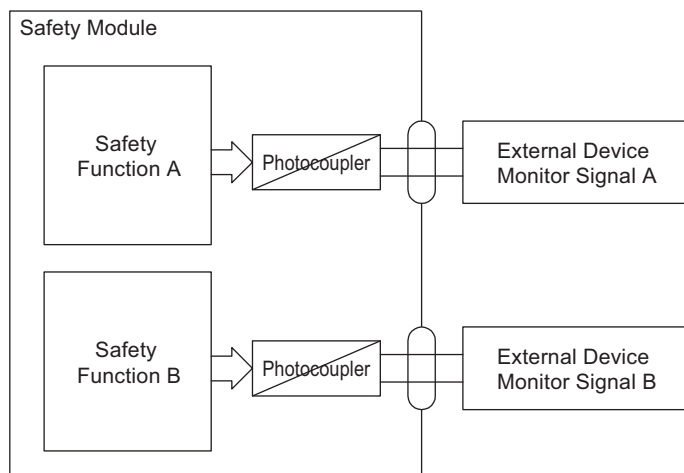 Safety Module
Safety
Function A
Photocoupler
External Device
Monitor Signal A
Safety
Function B
Photocoupler
External Device
Monitor Signal B